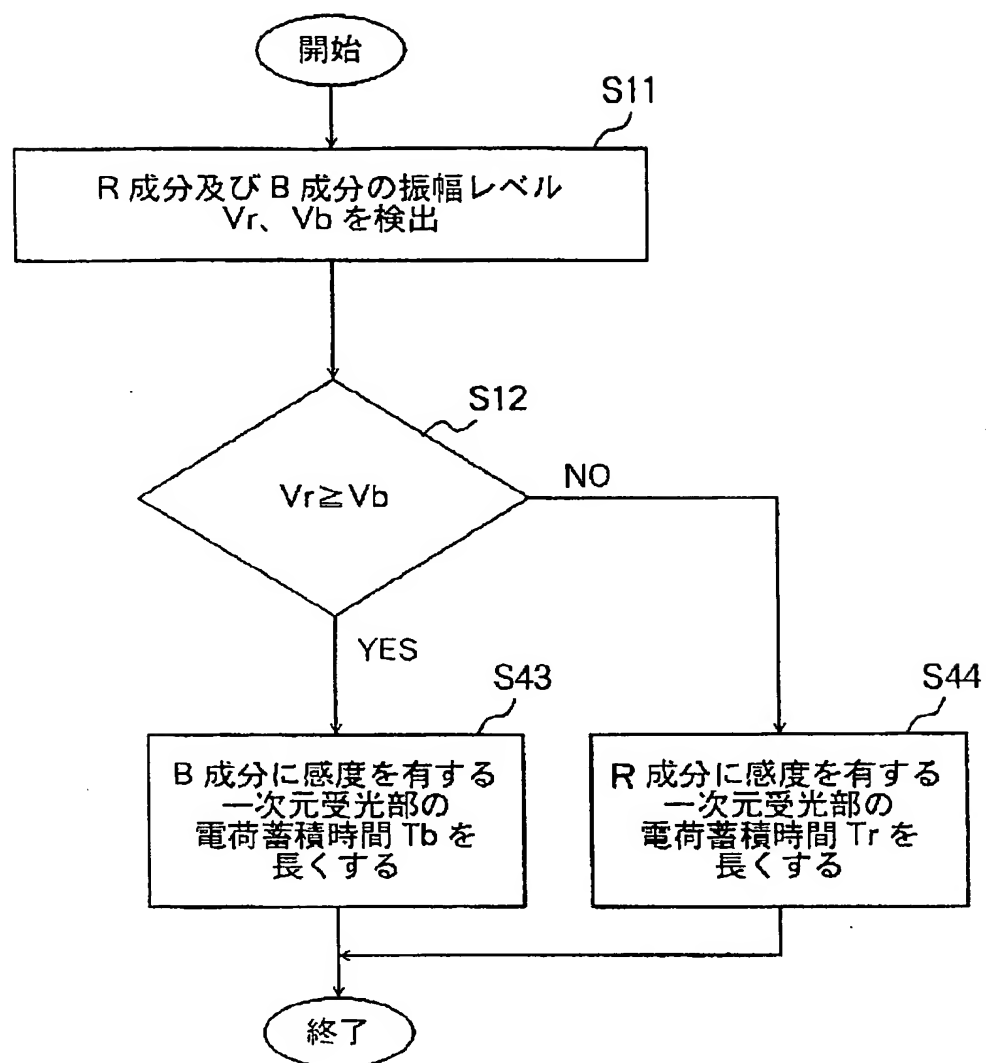 開始
S11
R 成分及び B 成分の振幅レベル
Vr、Vb を検出
S12
Vr≧Vb
NO
YES
S43
B 成分に感度を有する
一次元受光部の
電荷蓄積時間 Tb を
長くする
S44
R 成分に感度を有する
一次元受光部の
電荷蓄積時間 Tr を
長くする
終了